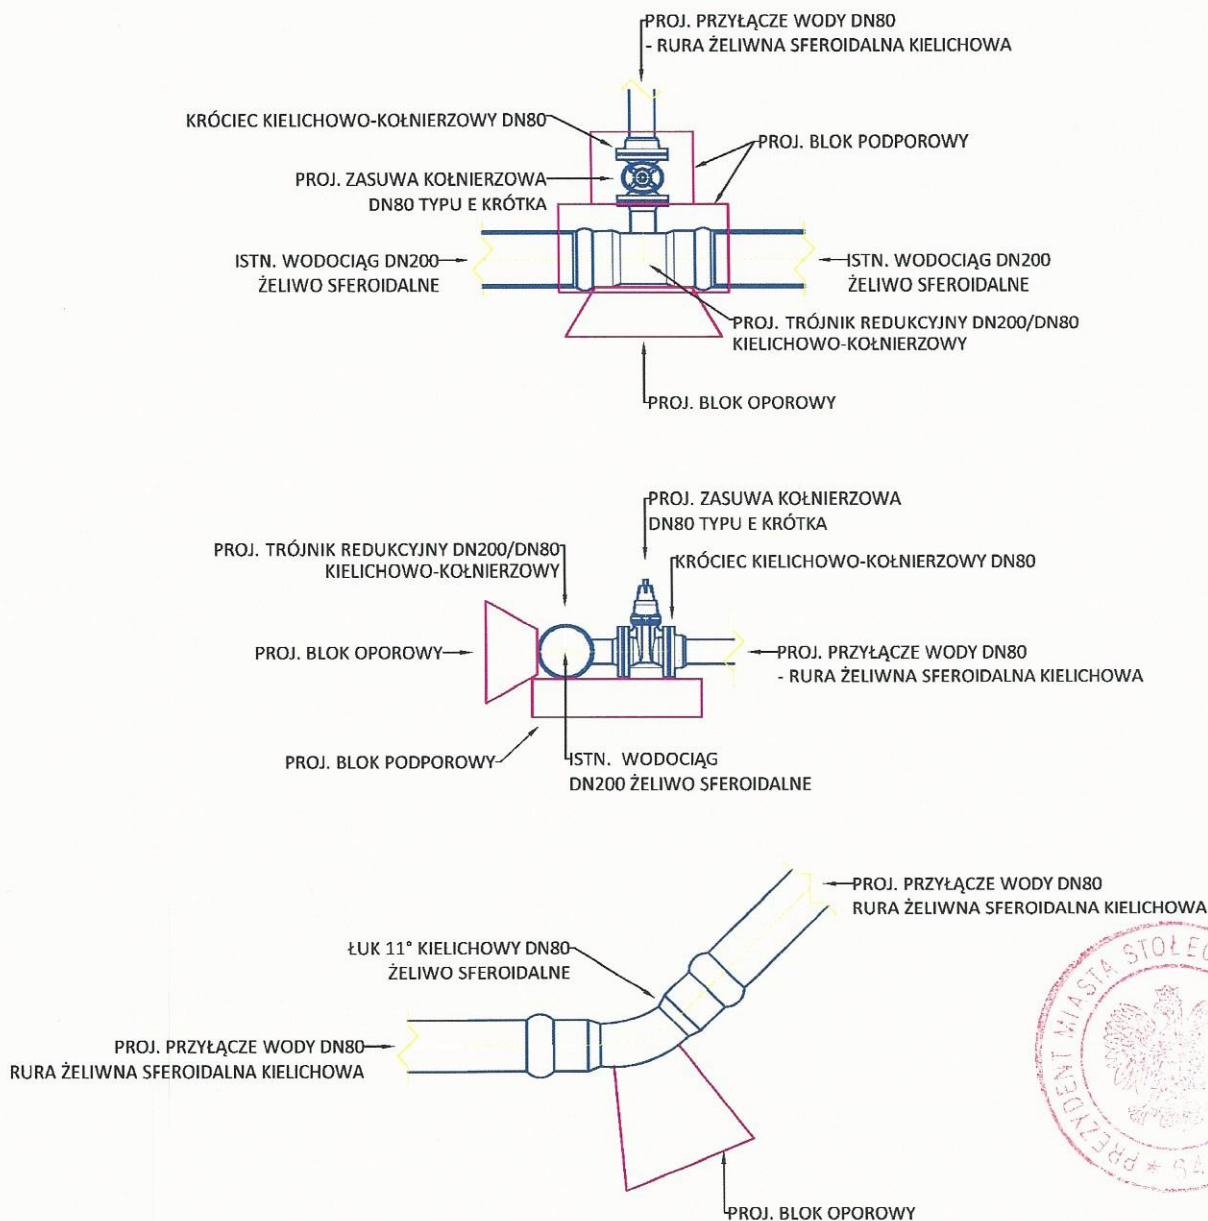 PROJ. PRZYŁĄCZE WODY DN80
- RURA ŻELIWNA SFEROIDALNA KIELICHOWA
KRÓCIEC KIELICHOWO-KOŁNIERZOWY DN80
PROJ. BLOK PODPOROWY
PROJ. ZASUWA KOŁNIERZOWA
DN80 TYPU E KRÓTKA
ISTN. WODOCIĄG DN200
ŻELIWO SFEROIDALNE
ISTN. WODOCIĄG DN200
ŻELIWO SFEROIDALNE
PROJ. TRÓJNIK REDUKCYJNY DN200/DN80
KIELICHOWO-KOŁNIERZOWY
PROJ. BLOK OPOROWY
PROJ. ZASUWA KOŁNIERZOWA
DN80 TYPU E KRÓTKA
PROJ. TRÓJNIK REDUKCYJNY DN200/DN80
KIELICHOWO-KOŁNIERZOWY
KRÓCIEC KIELICHOWO-KOŁNIERZOWY DN80
PROJ. BLOK OPOROWY
PROJ. PRZYŁĄCZE WODY DN80
- RURA ŻELIWNA SFEROIDALNA KIELICHOWA
PROJ. BLOK PODPOROWY
ISTN. WODOCIĄG
DN200 ŻELIWO SFEROIDALNE
PROJ. PRZYŁĄCZE WODY DN80
RURA ŻELIWNA SFEROIDALNA KIELICHOWA
ŁUK 11° KIELICHOWY DN80
ŻELIWO SFEROIDALNE
PROJ. PRZYŁĄCZE WODY DN80
RURA ŻELIWNA SFEROIDALNA KIELICHOWA
PROJ. BLOK OPOROWY
PREZYDENT MIASTA